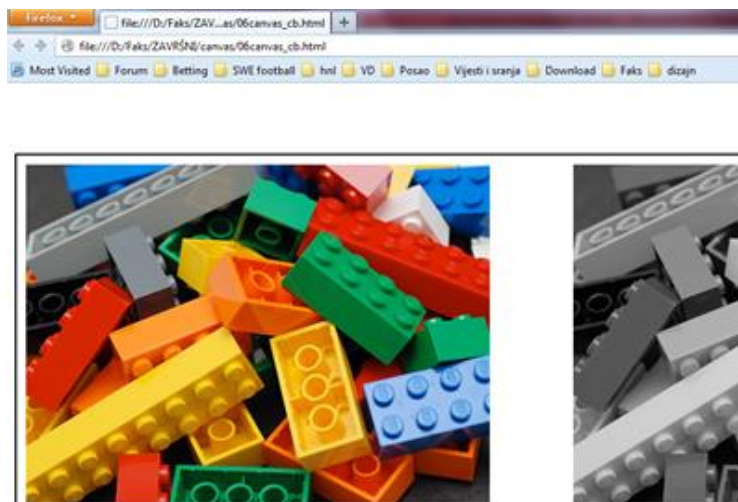 Firefox
file:///D:/Faks/ZAV...as/06canvas_cb.html +
file:///D:/Faks/ZAVRŠNI/canvas/06canvas_cb.html
Most Visited Forum Betting SWE football hnl VD Posao Vijesti i sranja Download Faks dizajn